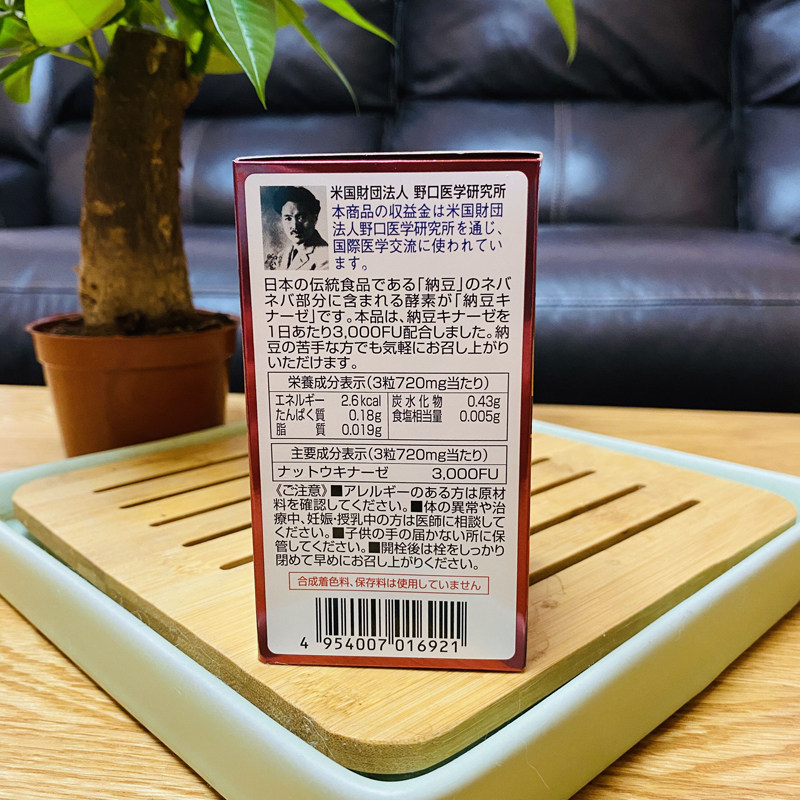 米国財団法人 野口医学研究所
本商品の収益金は米国財団
法人野口医学研究所を通じ、
国際医学交流に使われてい
ます。
日本の伝統食品である「納豆」のネバ
ネバ部分に含まれる酵素が「納豆キ
ナーゼ」です。本品は、納豆キナーゼを
1日あたり3,000FU配合しました。納
豆の苦手な方でも気軽にお召し上がり
いただけます。
栄養成分表示(3粒720mg当たり)
エネルギー 2.6kcal 炭水化物 0.43g
たんぱく質 0.18g 食塩相当量 0.005g
脂質 0.019g
主要成分表示(3粒720mg当たり)
ナットウキナーゼ 3,000FU
《ご注意》■アレルギーのある方は原材
料を確認してください。■体の異常や治
療中、妊娠・授乳中の方は医師に相談して
ください。■子供の手の届かない所に保
管してください。■開栓後は栓をしっかり
閉めて早めにお召し上がりください。
合成着色料、保存料は使用していません
4 954007 016921